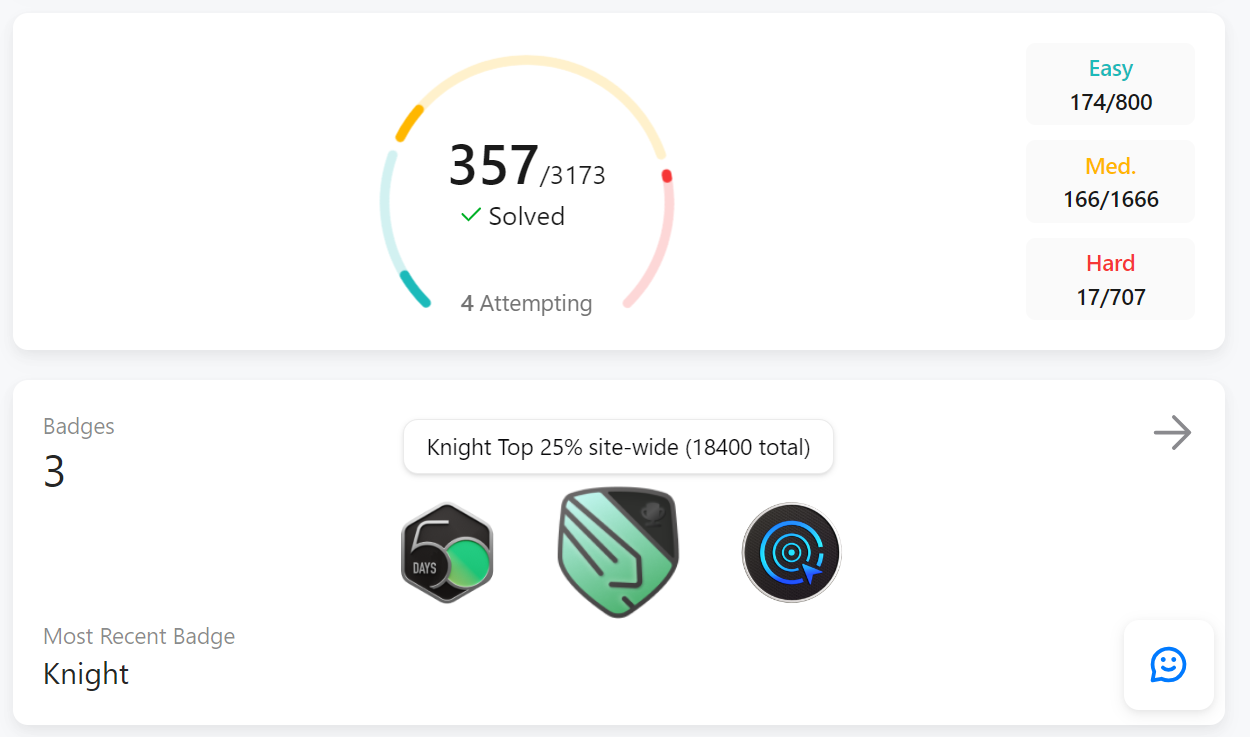 357/3173
Solved
4 Attempting
Easy
174/800
Med.
166/1666
Hard
17/707
Badges
3
Knight Top 25% site-wide (18400 total)
50
DAYS
Most Recent Badge
Knight